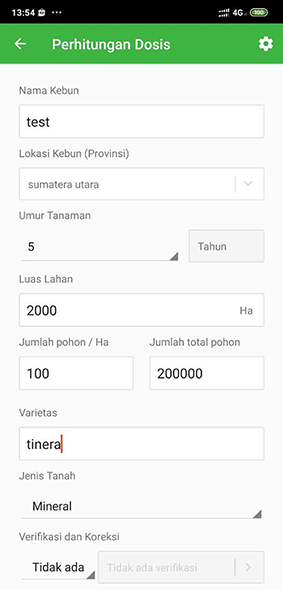 13:54 ... 4G 100
Perhitungan Dosis
Nama Kebun
test
Lokasi Kebun (Provinsi)
sumatera utara
Umur Tanaman
5 Tahun
Luas Lahan
2000 Ha
Jumlah pohon / Ha Jumlah total pohon
100 200000
Varietas
tinera
Jenis Tanah
Mineral
Verifikasi dan Koreksi
Tidak ada Tidak ada verifikasi